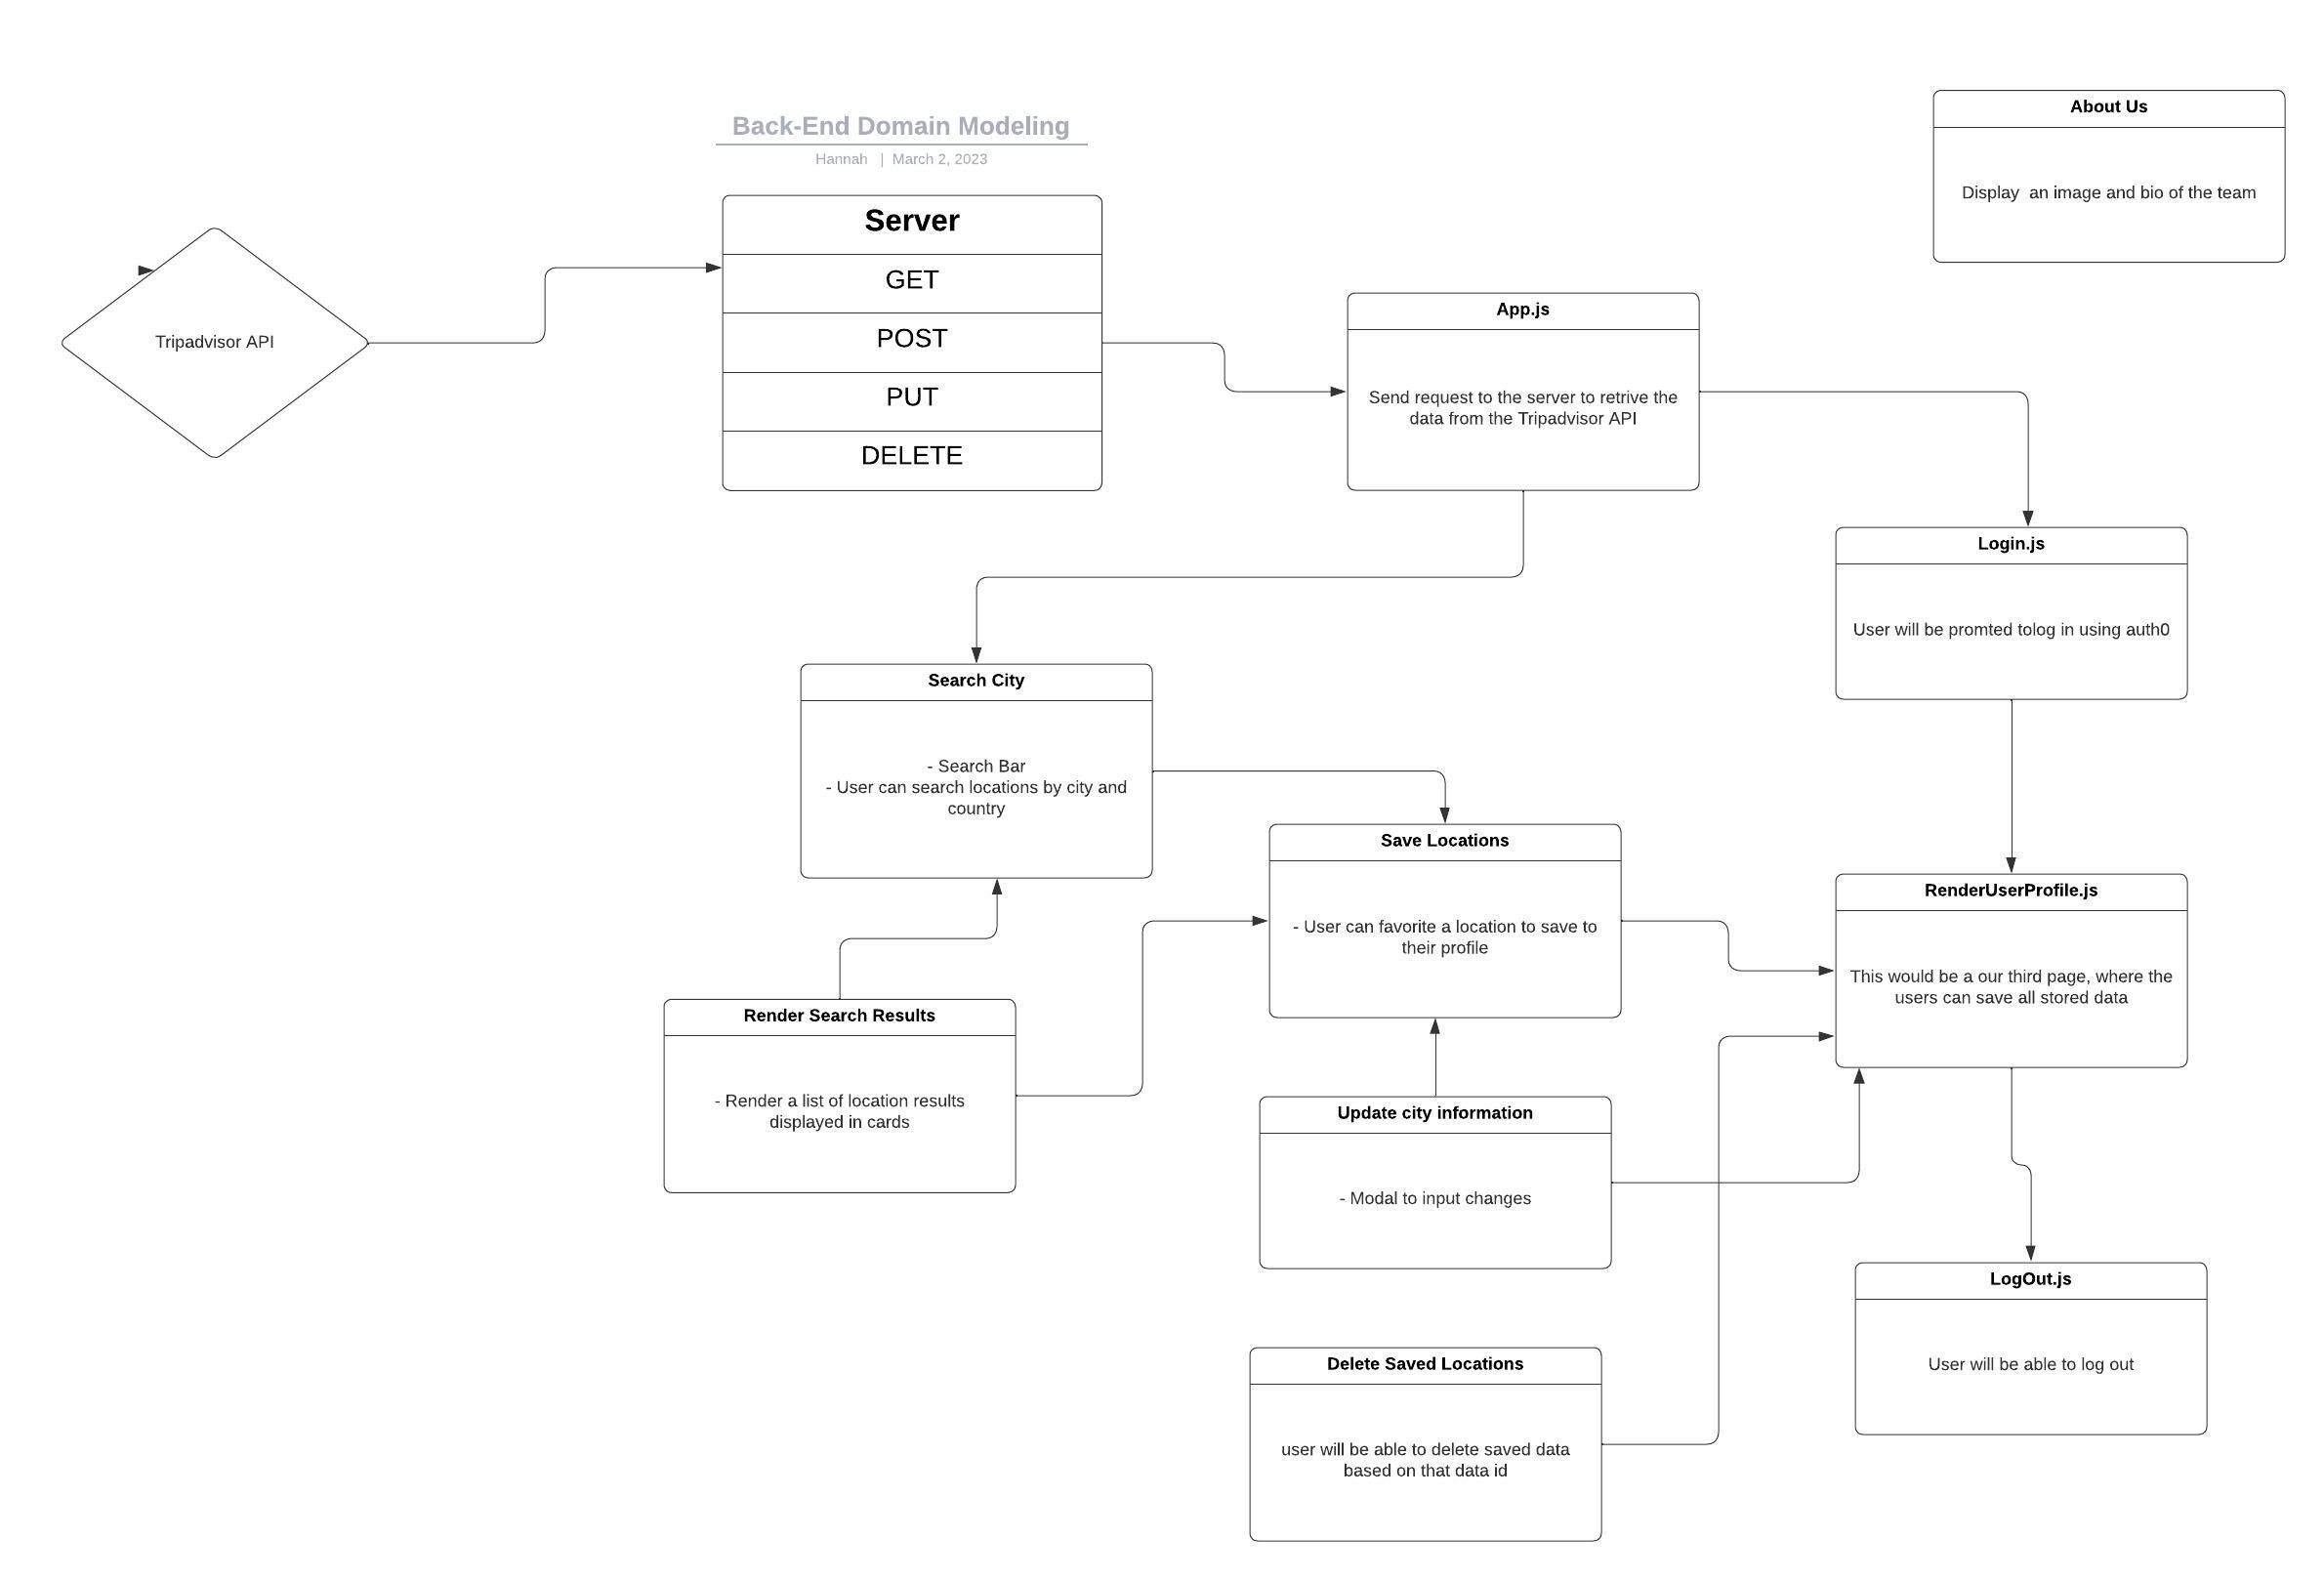 Back-End Domain Modeling
Hannah | March 2, 2023
About Us
Display an image and bio of the team
Server
GET
POST
PUT
DELETE
Tripadvisor API
App.js
Send request to the server to retrive the
data from the Tripadvisor API
Login.js
User will be promted tolog in using auth0
Search City
- Search Bar
- User can search locations by city and
country
Save Locations
- User can favorite a location to save to
their profile
RenderUserProfile.js
This would be a our third page, where the
users can save all stored data
Render Search Results
- Render a list of location results
displayed in cards
Update city information
- Modal to input changes
LogOut.js
User will be able to log out
Delete Saved Locations
user will be able to delete saved data
based on that data id